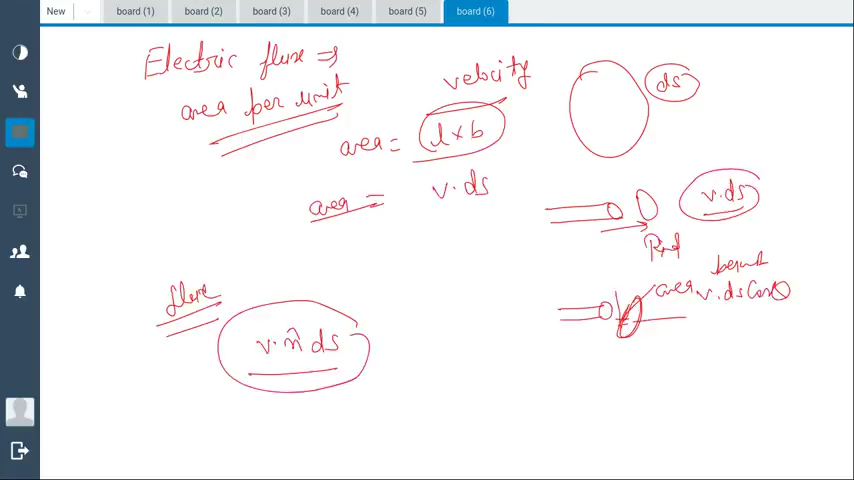 New
board (1) board (2) board (3) board (4) board (5) board (6)
Electric flux ⇒
area per unit
velocity
area = l × b
area = v.ds
ds
v.ds
area
v.ds Cosθ
flux
v.n̂ ds